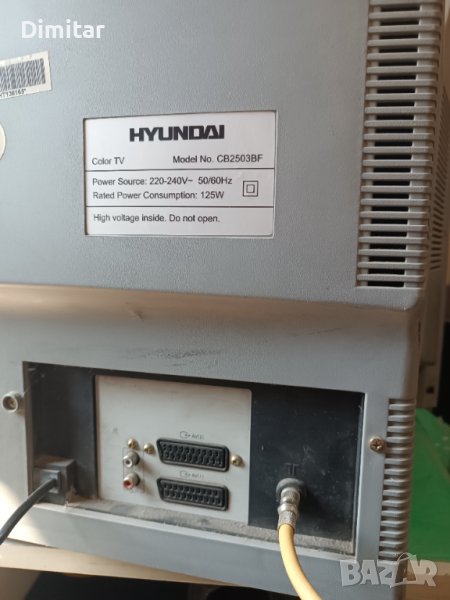 Dimitar
HYUNDAI
Color TV Model No. CB2503BF
Power Source: 220-240V~ 50/60Hz
Rated Power Consumption: 125W
High voltage inside. Do not open.
BAZAR